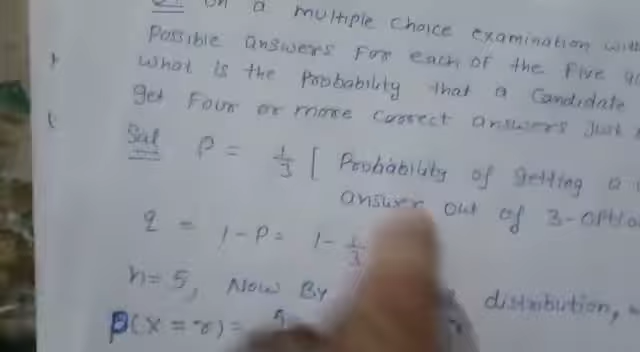 on a multiple choice examination with
Possible answers for each of the five
what is the Probability that a Candidate
get Four or more correct answers Just
Sol P = 1/3 [ Probability of getting a
answer out of 3-optio
q = 1-P = 1- 1/3
n=5, Now By distribution,
P(X=r)= 5